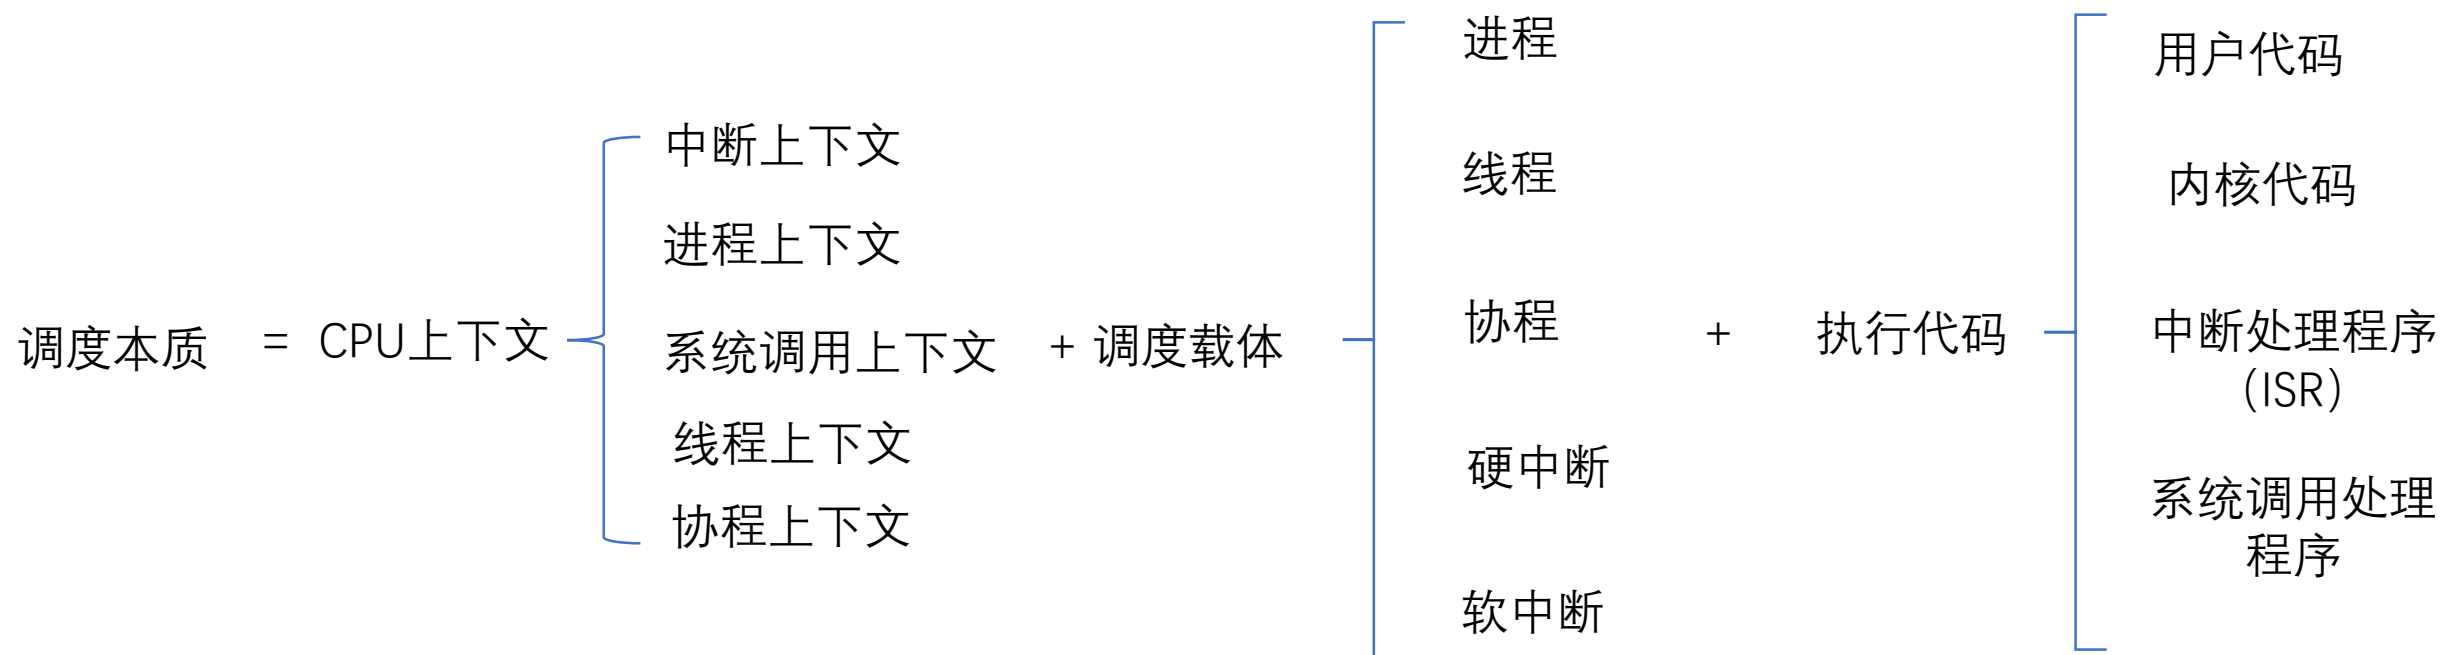 调度本质
=
CPU上下文
中断上下文
进程上下文
系统调用上下文
线程上下文
协程上下文
+ 调度载体
进程
线程
协程
硬中断
软中断
+
执行代码
用户代码
内核代码
中断处理程序
(ISR)
系统调用处理
程序